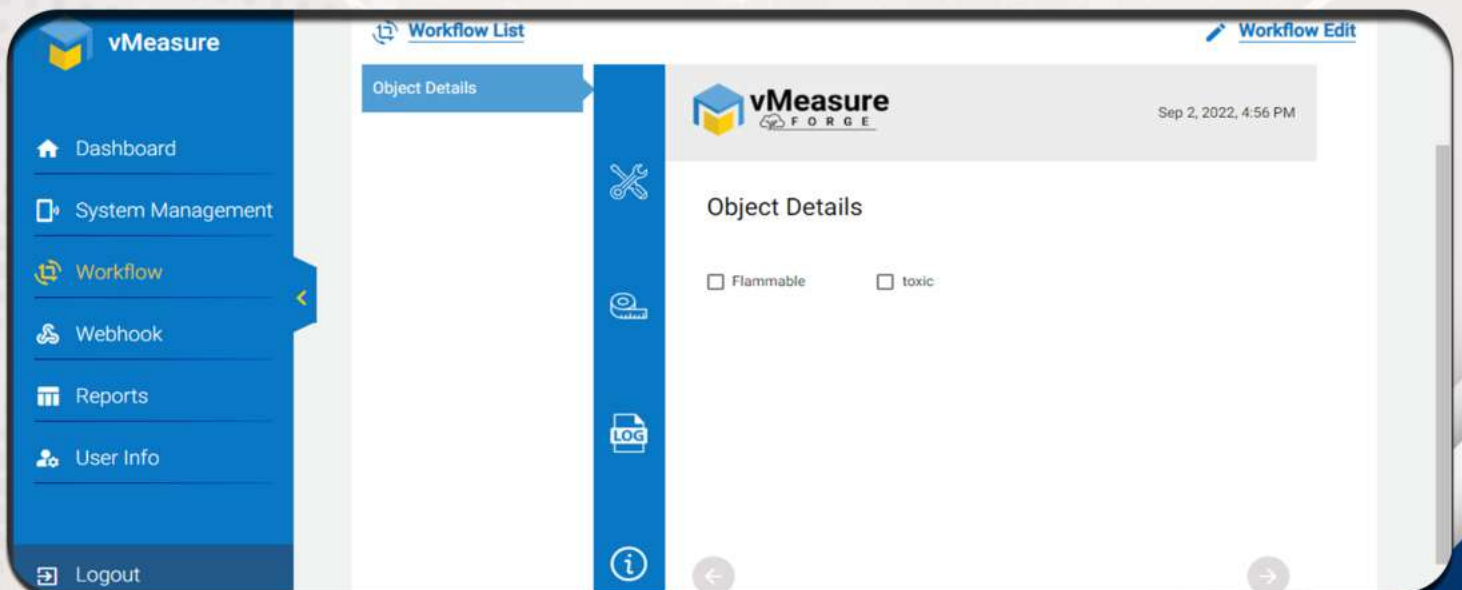 vMeasure
Dashboard
System Management
Workflow
Webhook
Reports
User Info
Logout
Workflow List
Workflow Edit
Object Details
LOG
vMeasure
FORGE
Sep 2, 2022, 4:56 PM
Object Details
Flammable
toxic